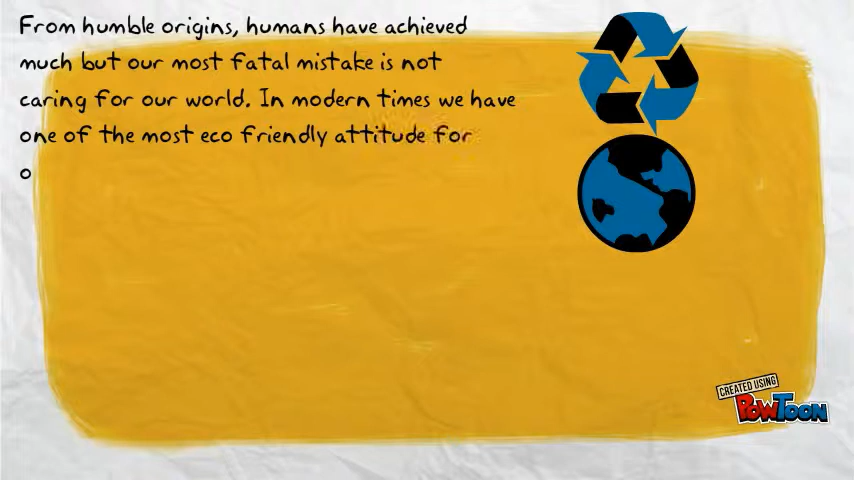 From humble origins, humans have achieved
much but our most fatal mistake is not
caring for our world. In modern times we have
one of the most eco friendly attitude for
o
CREATED USING
POWTOON